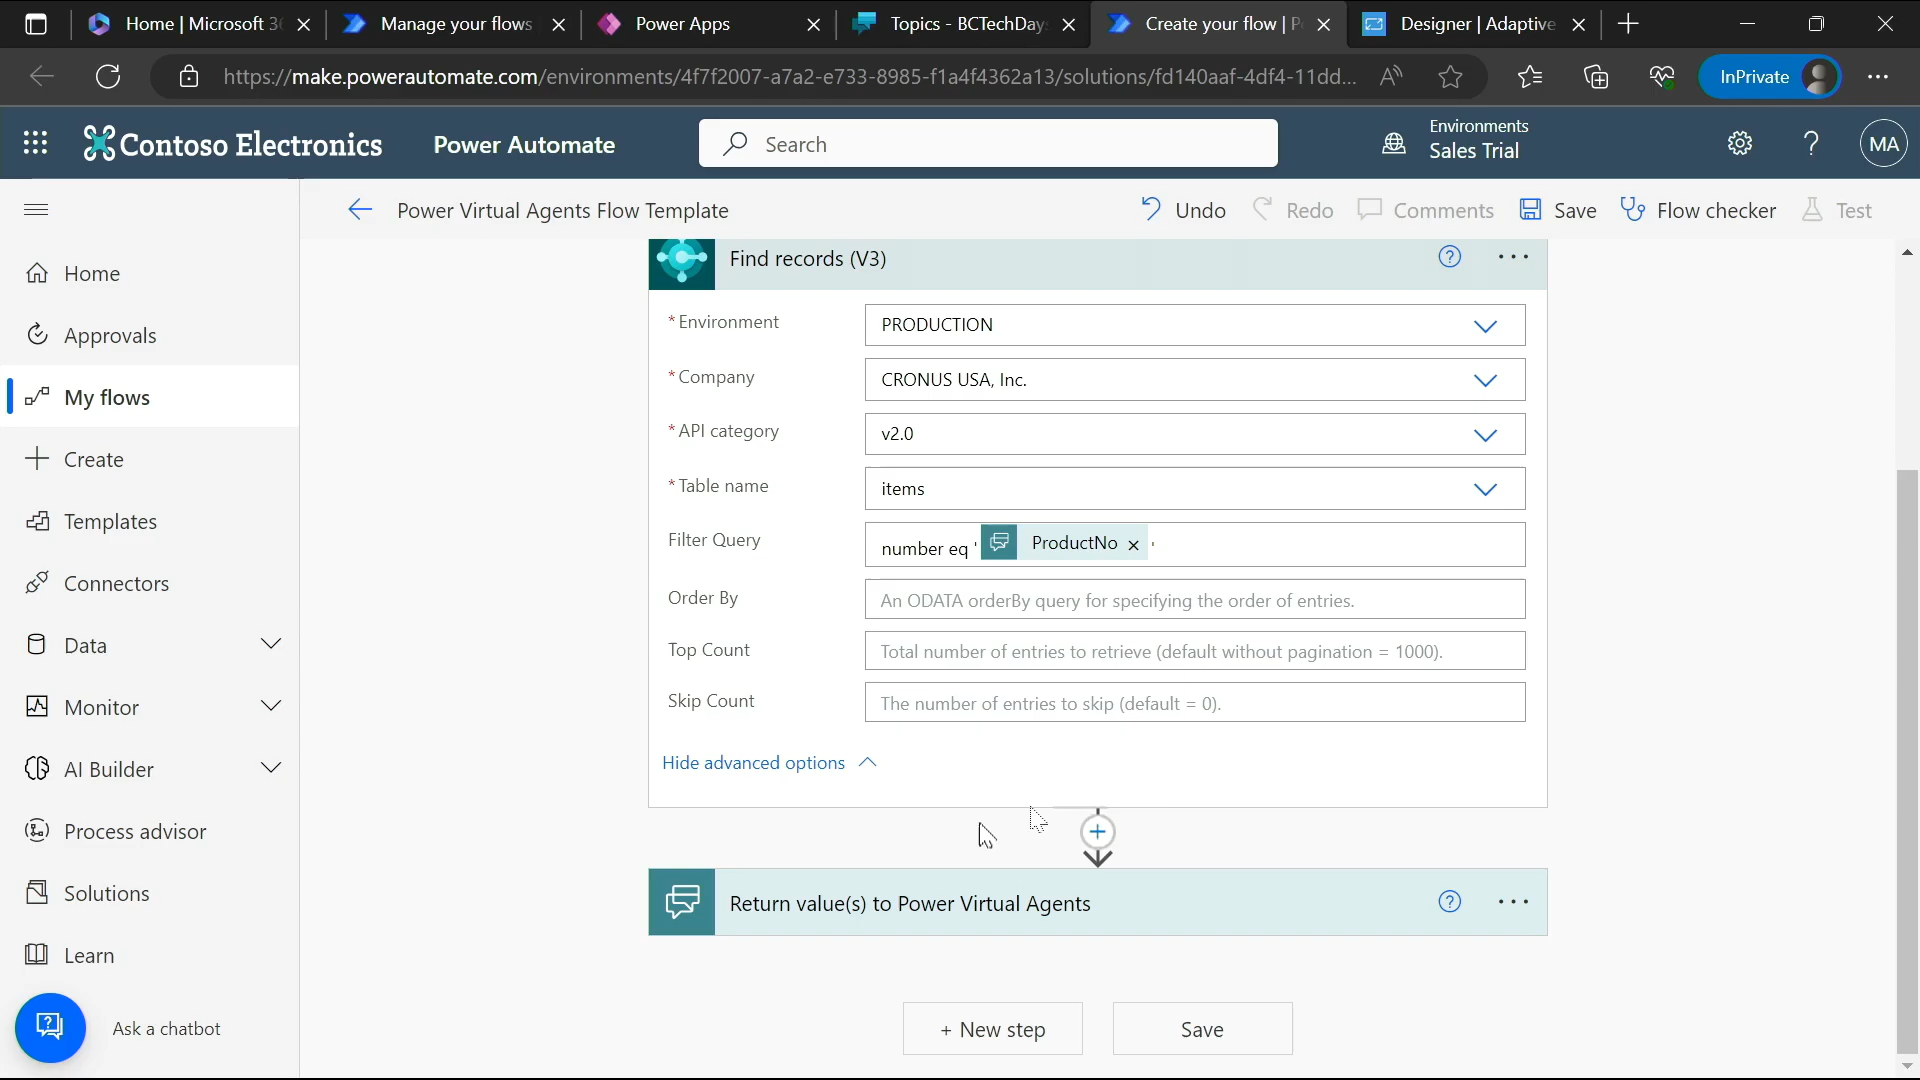 Home | Microsoft 36
Manage your flows
Power Apps
Topics - BCTechDay
Create your flow | P
Designer | Adaptive
https://make.powerautomate.com/environments/4f7f2007-a7a2-e733-8985-f1a4f4362a13/solutions/fd140aaf-4df4-11dd...
InPrivate
Contoso Electronics
Power Automate
Search
Environments
Sales Trial
MA
Power Virtual Agents Flow Template
Undo
Redo
Comments
Save
Flow checker
Test
Home
Approvals
My flows
Create
Templates
Connectors
Data
Monitor
AI Builder
Process advisor
Solutions
Learn
Ask a chatbot
Find records (V3)
* Environment
PRODUCTION
* Company
CRONUS USA, Inc.
* API category
v2.0
* Table name
items
Filter Query
number eq ' ProductNo × '
Order By
An ODATA orderBy query for specifying the order of entries.
Top Count
Total number of entries to retrieve (default without pagination = 1000).
Skip Count
The number of entries to skip (default = 0).
Hide advanced options
Return value(s) to Power Virtual Agents
+ New step
Save